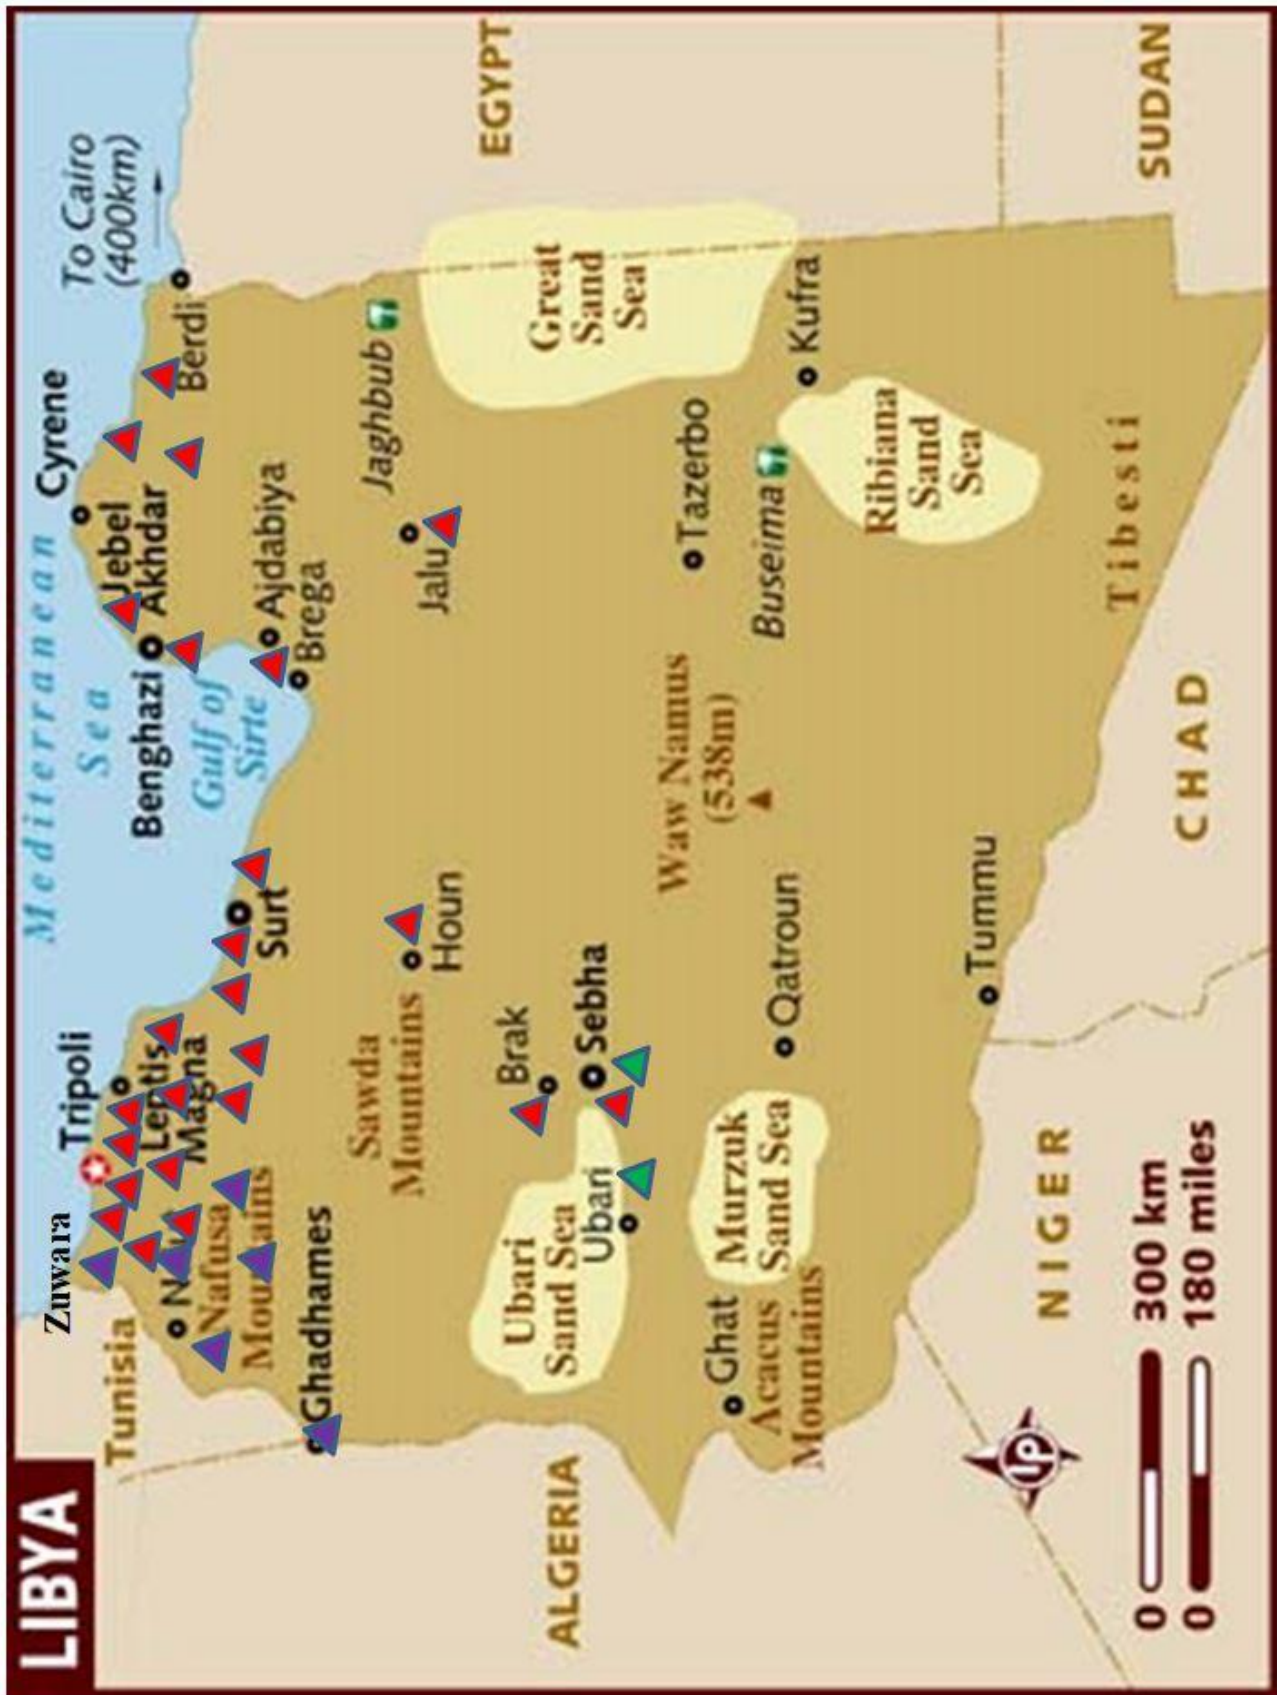 LIBYA
Mediterranean
Sea
To Cairo
(400km)
Cyrene
Tripoli
Zuwara
Tunisia
Jebel
Akhdar
Berdi
Benghazi
Gulf of
Sirte
Ajdabiya
Brega
Surt
Leptis
Magna
Nafusa
Mountains
Ghadhames
Jaghbub
Jalu
Great
Sand
Sea
EGYPT
Houn
Sawda
Mountains
Brak
Sebha
Ubari
Sand Sea
Ubari
ALGERIA
Tazerbo
Buseima
Kufra
Ribiana
Sand
Sea
Waw Namus
(538m)
Qatroun
Murzuk
Sand Sea
Ghat
Acacus
Mountains
Tummu
Tibesti
SUDAN
CHAD
NIGER
LP
0 300 km
0 180 miles